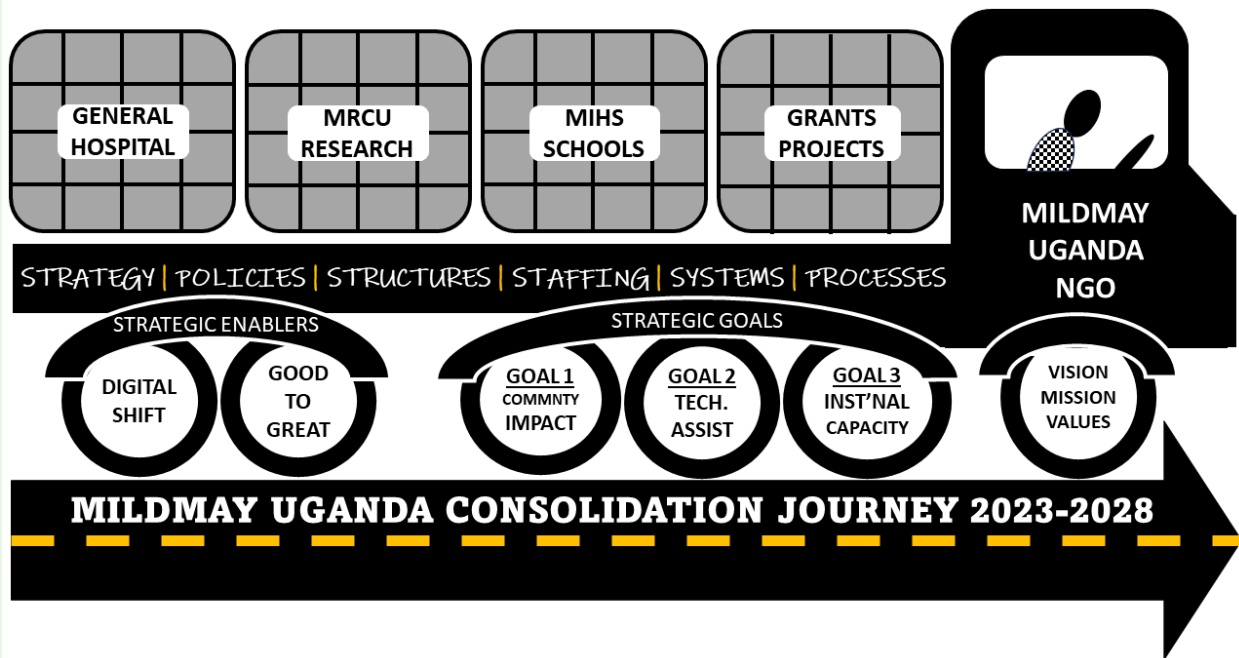 GENERAL
HOSPITAL
MRCU
RESEARCH
MIHS
SCHOOLS
GRANTS
PROJECTS
MILDMAY
UGANDA
NGO
STRATEGY | POLICIES | STRUCTURES | STAFFING | SYSTEMS | PROCESSES
STRATEGIC ENABLERS
STRATEGIC GOALS
DIGITAL
SHIFT
GOOD
TO
GREAT
GOAL 1
COMMNTY
IMPACT
GOAL 2
TECH.
ASSIST
GOAL 3
INST'NAL
CAPACITY
VISION
MISSION
VALUES
MILDMAY UGANDA CONSOLIDATION JOURNEY 2023-2028